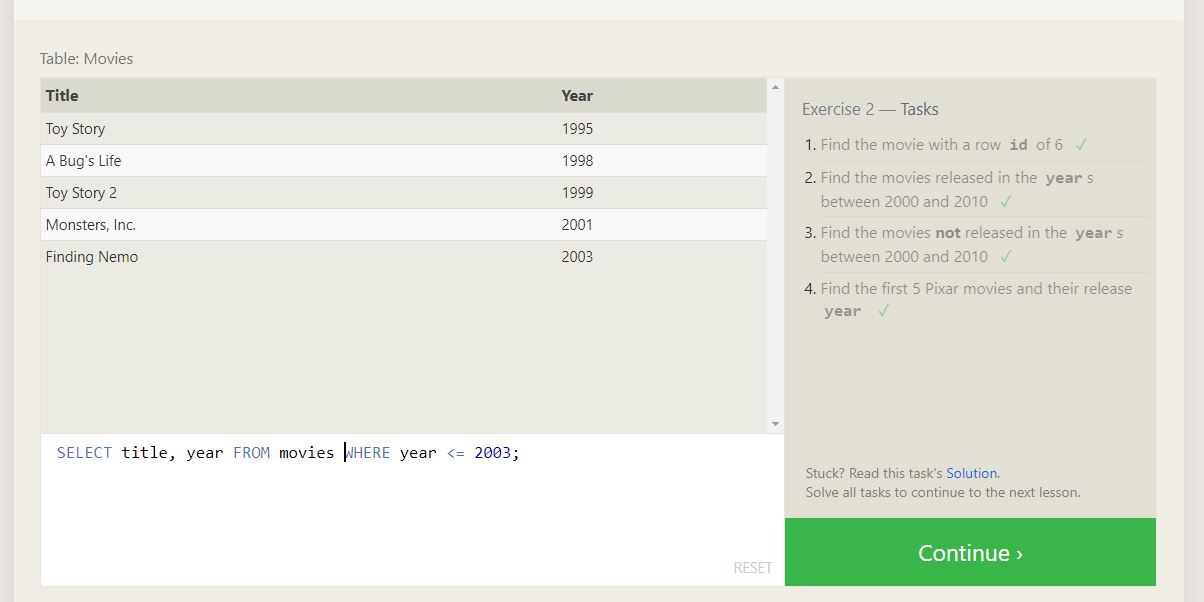 Table: Movies
Title Year
Toy Story 1995
A Bug's Life 1998
Toy Story 2 1999
Monsters, Inc. 2001
Finding Nemo 2003
SELECT title, year FROM movies WHERE year <= 2003;
RESET
Exercise 2 — Tasks
1. Find the movie with a row id of 6 ✓
2. Find the movies released in the year s
between 2000 and 2010 ✓
3. Find the movies not released in the year s
between 2000 and 2010 ✓
4. Find the first 5 Pixar movies and their release
year ✓
Stuck? Read this task's Solution.
Solve all tasks to continue to the next lesson.
Continue ›